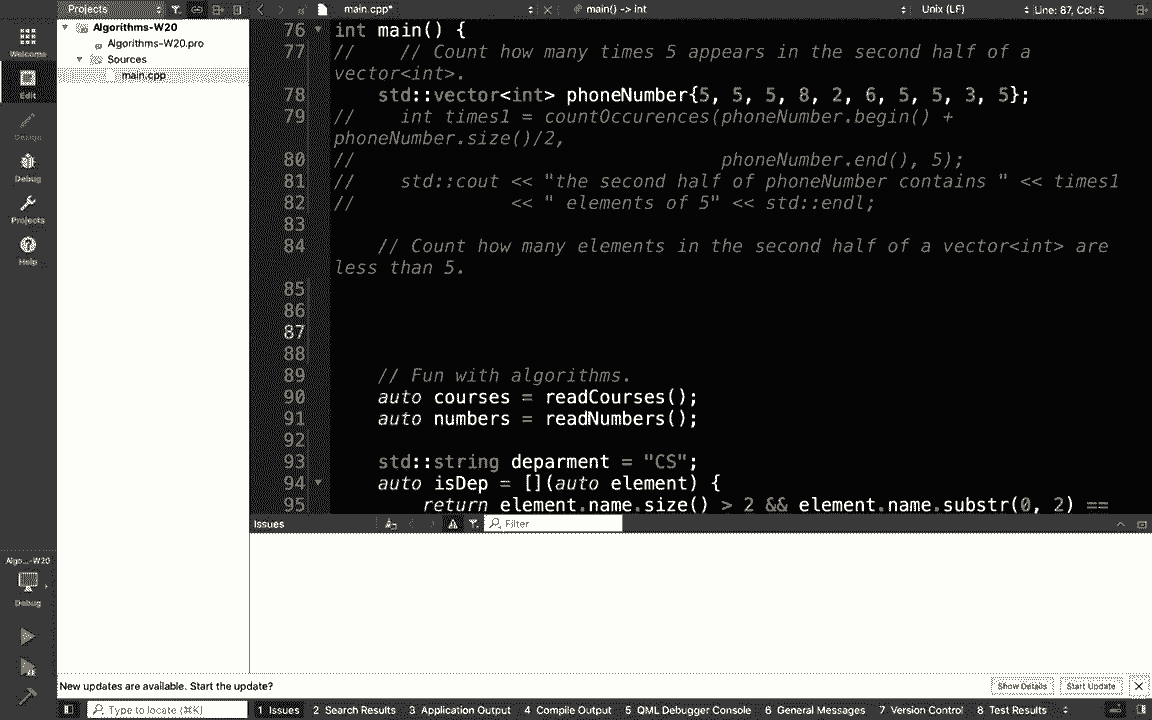 Projects
main.cpp*
main() -> int
Unix (LF)
Line: 87, Col: 5
Welcome
Edit
Design
Debug
Projects
Help
Algorithms-W20
Algorithms-W20.pro
Sources
main.cpp
76 int main() {
77 //    // Count how many times 5 appears in the second half of a
vector<int>.
78     std::vector<int> phoneNumber{5, 5, 5, 8, 2, 6, 5, 5, 3, 5};
79 //    int times1 = countOccurences(phoneNumber.begin() +
phoneNumber.size()/2,
80 //                                 phoneNumber.end(), 5);
81 //    std::cout << "the second half of phoneNumber contains " << times1
82 //              << " elements of 5" << std::endl;
83
84     // Count how many elements in the second half of a vector<int> are
less than 5.
85
86
87
88
89     // Fun with algorithms.
90     auto courses = readCourses();
91     auto numbers = readNumbers();
92
93     std::string deparment = "CS";
94     auto isDep = [](auto element) {
95         return element.name.size() > 2 && element.name.substr(0, 2) ==
Issues
Filter
Algo...-W20
Debug
New updates are available. Start the update?
Show Details
Start Update
Type to locate (⌘K)
1 Issues
2 Search Results
3 Application Output
4 Compile Output
5 QML Debugger Console
6 General Messages
7 Version Control
8 Test Results